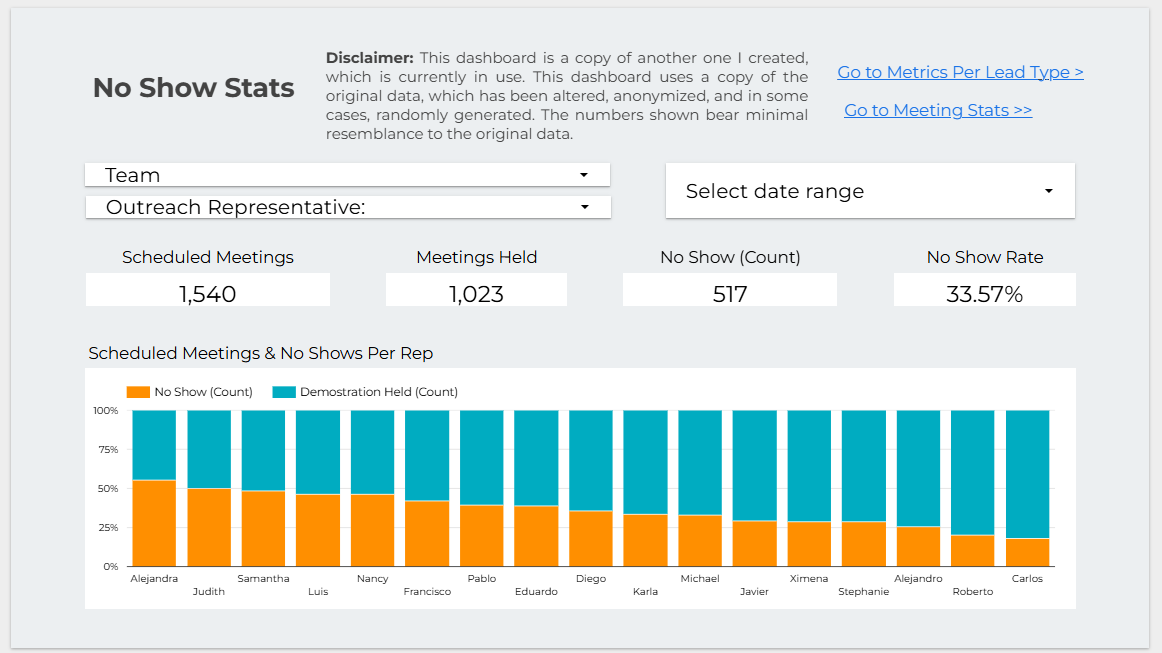 No Show Stats
Disclaimer: This dashboard is a copy of another one I created,
which is currently in use. This dashboard uses a copy of the
original data, which has been altered, anonymized, and in some
cases, randomly generated. The numbers shown bear minimal
resemblance to the original data.
Go to Metrics Per Lead Type >
Go to Meeting Stats >>
Team
Outreach Representative:
Select date range
Scheduled Meetings
1,540
Meetings Held
1,023
No Show (Count)
517
No Show Rate
33.57%
Scheduled Meetings & No Shows Per Rep
No Show (Count)
Demostration Held (Count)
100%
75%
50%
25%
0%
Alejandra
Judith
Samantha
Luis
Nancy
Francisco
Pablo
Eduardo
Diego
Karla
Michael
Javier
Ximena
Stephanie
Alejandro
Roberto
Carlos